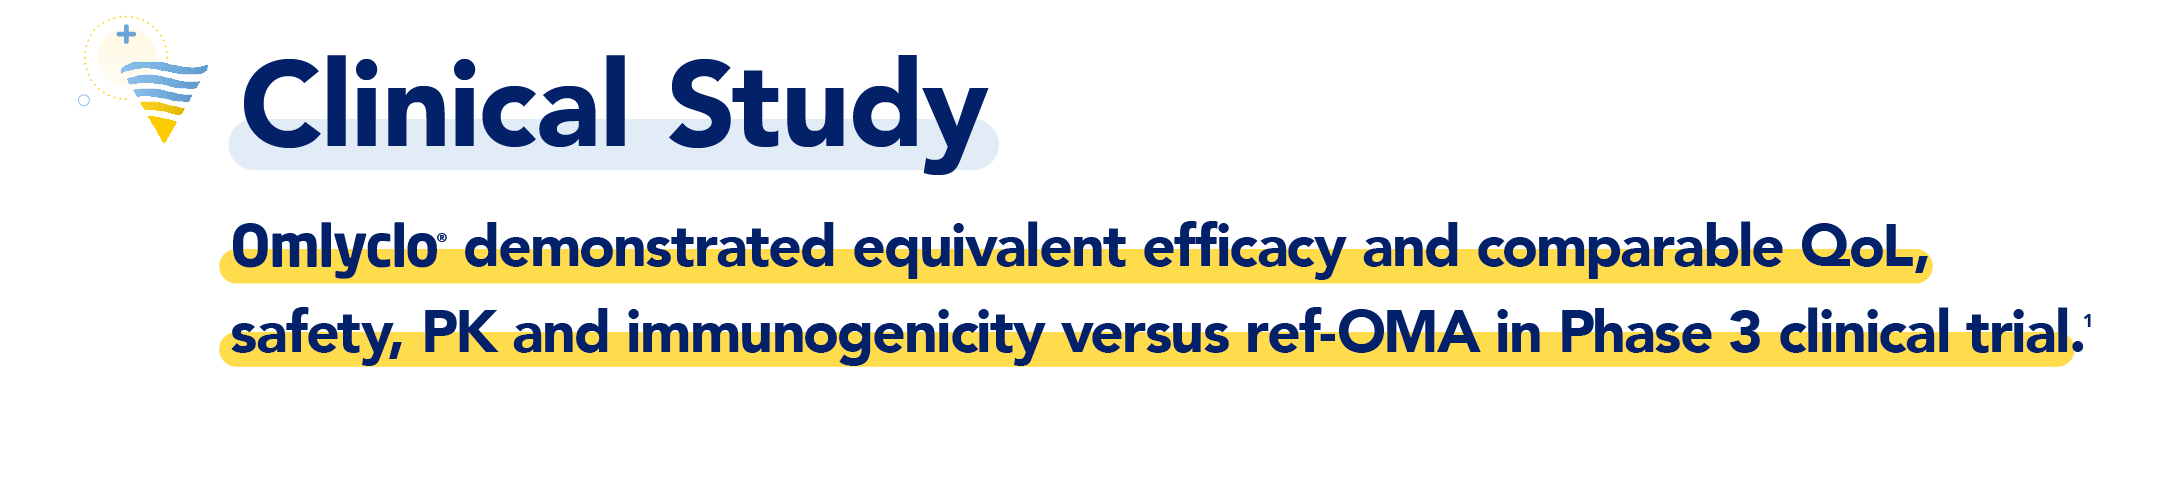 Clinical Study
Omlyclo® demonstrated equivalent efficacy and comparable QoL,
safety, PK and immunogenicity versus ref-OMA in Phase 3 clinical trial.¹